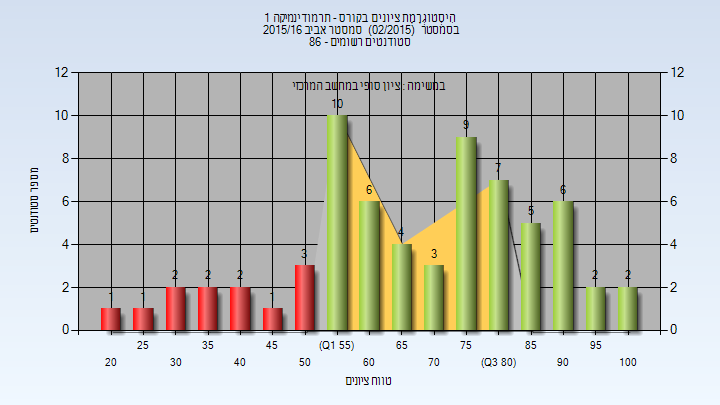 היסטוגרמת ציונים בקורס - תרמודינמיקה 1
בסמסטר (02/2015) סמסטר אביב 2015/16
סטודנטים רשומים - 86
במשימה : ציון סופי במחשב המרכזי
מספר סטודנטים
12 12
10 10
8 8
6 6
4 4
2 2
0 0
1 1 2 2 2 1 3 10 6 4 3 9 7 5 6 2 2
25 35 45 (Q1 55) 65 75 85 95
20 30 40 50 60 70 (Q3 80) 90 100
טווח ציונים